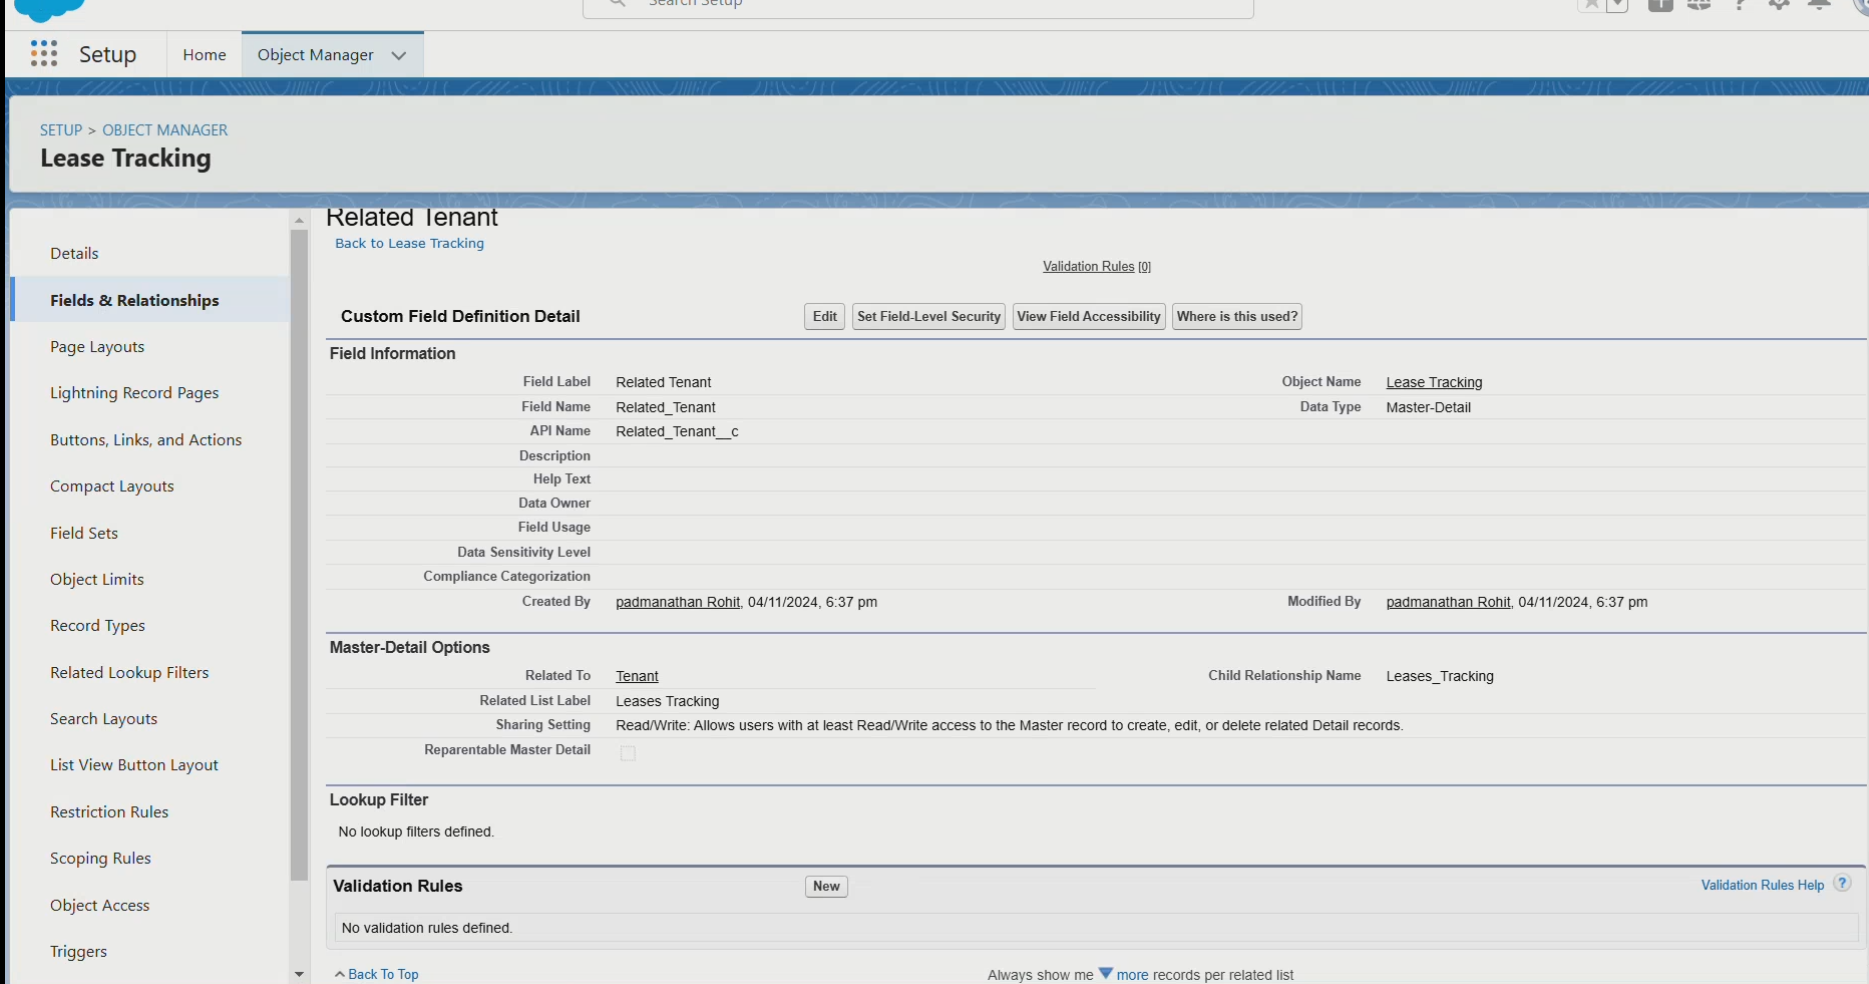 Search Setup
Setup
Home
Object Manager
SETUP > OBJECT MANAGER
Lease Tracking
Details
Fields & Relationships
Page Layouts
Lightning Record Pages
Buttons, Links, and Actions
Compact Layouts
Field Sets
Object Limits
Record Types
Related Lookup Filters
Search Layouts
List View Button Layout
Restriction Rules
Scoping Rules
Object Access
Triggers
Related Tenant
Back to Lease Tracking
Validation Rules [0]
Custom Field Definition Detail
Edit
Set Field-Level Security
View Field Accessibility
Where is this used?
Field Information
Field Label Related Tenant Object Name Lease Tracking
Field Name Related_Tenant Data Type Master-Detail
API Name Related_Tenant__c
Description
Help Text
Data Owner
Field Usage
Data Sensitivity Level
Compliance Categorization
Created By padmanathan Rohit, 04/11/2024, 6:37 pm Modified By padmanathan Rohit, 04/11/2024, 6:37 pm
Master-Detail Options
Related To Tenant Child Relationship Name Leases_Tracking
Related List Label Leases Tracking
Sharing Setting Read/Write: Allows users with at least Read/Write access to the Master record to create, edit, or delete related Detail records.
Reparentable Master Detail
Lookup Filter
No lookup filters defined.
Validation Rules
New
Validation Rules Help ?
No validation rules defined.
Back To Top
Always show me more records per related list